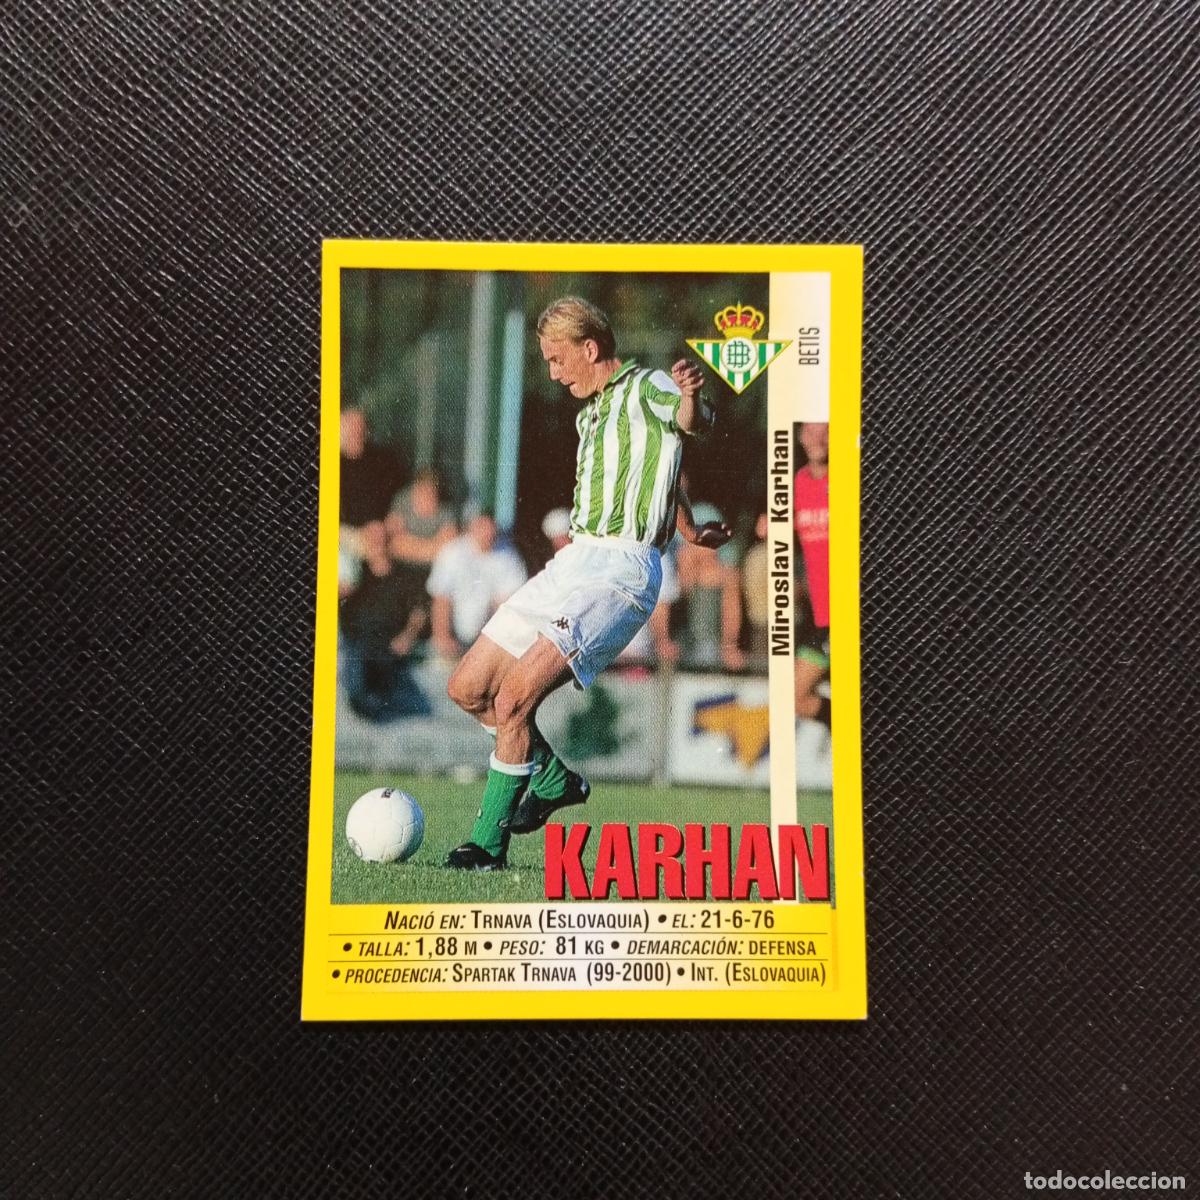 BETIS
Miroslav Karhan
KARHAN
NACIÓ EN: TRNAVA (ESLOVAQUIA) • EL: 21-6-76
• TALLA: 1,88 M • PESO: 81 KG • DEMARCACIÓN: DEFENSA
• PROCEDENCIA: SPARTAK TRNAVA (99-2000) • INT. (ESLOVAQUIA)
todocoleccion